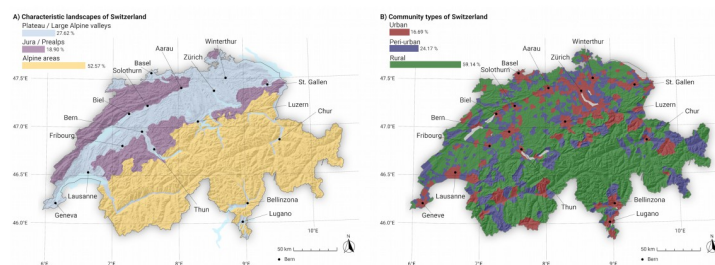 A) Characteristic landscapes of Switzerland
Plateau / Large Alpine valleys
27.62 %
Jura / Prealps
18.90 %
Alpine areas
52.57 %
Winterthur
Aarau
Zürich
Basel
Solothurn
47.5°E
St. Gallen
Biel
Luzern
47.0°E
Bern
Chur
Fribourg
46.5°E
Lausanne
Thun
Bellinzona
46.0°E
Geneva
Lugano
50 km
N
6°E
7°E
8°E
9°E
10°E
Bern
B) Community types of Switzerland
Urban
16.69 %
Peri-urban
24.17 %
Rural
59.14 %
Winterthur
Aarau
Zürich
Basel
Solothurn
47.5°E
St. Gallen
Biel
Luzern
47.0°E
Bern
Chur
Fribourg
46.5°E
Lausanne
Thun
Bellinzona
46.0°E
Geneva
Lugano
50 km
N
6°E
7°E
8°E
9°E
10°E
Bern